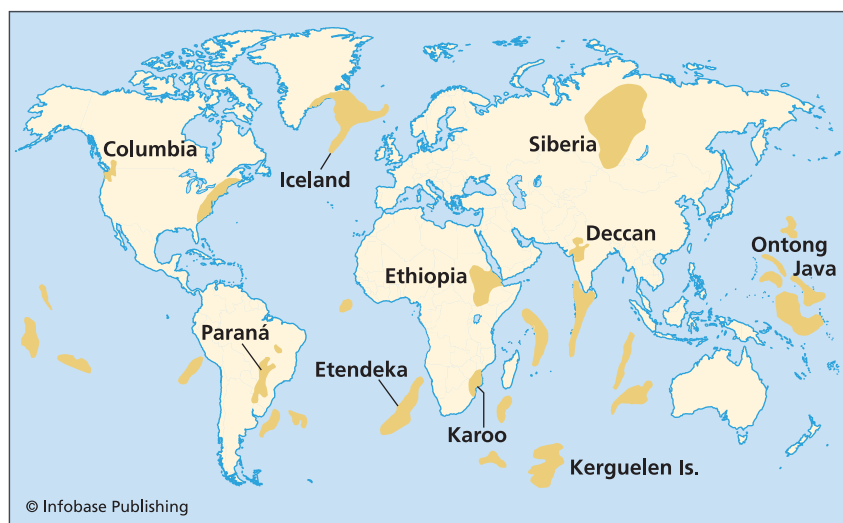 Columbia
Iceland
Siberia
Deccan
Ontong
Java
Ethiopia
Paraná
Etendeka
Karoo
Kerguelen Is.
© Infobase Publishing